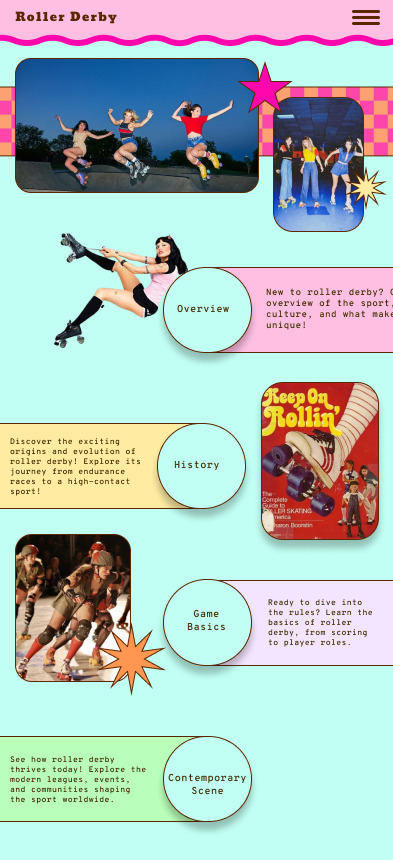 Roller Derby
Overview
New to roller derby?
overview of the sport,
culture, and what make
unique!
Keep On
Rollin'
The
Complete
Guide to
LLER SKATING
merica
haron Boorstin
Discover the exciting
origins and evolution of
roller derby! Explore its
journey from endurance
races to a high-contact
sport!
History
Game
Basics
Ready to dive into
the rules? Learn the
basics of roller
derby, from scoring
to player roles.
See how roller derby
thrives today! Explore the
modern leagues, events,
and communities shaping
the sport worldwide.
Contemporary
Scene